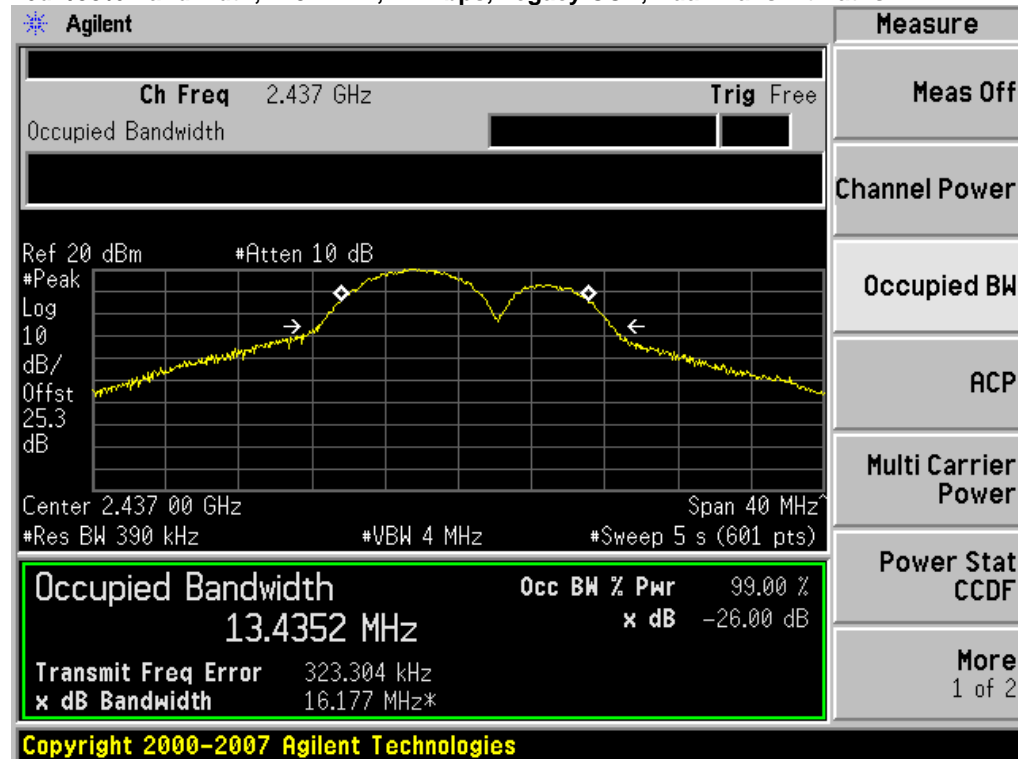 Agilent
Measure
Ch Freq 2.437 GHz Trig Free
Occupied Bandwidth
Meas Off
Channel Power
Occupied BW
ACP
Multi Carrier
Power
Power Stat
CCDF
More
1 of 2
Ref 20 dBm #Atten 10 dB
#Peak
Log
10
dB/
Offst
25.3
dB
Center 2.437 00 GHz Span 40 MHz^
#Res BW 390 kHz #VBW 4 MHz #Sweep 5 s (601 pts)
Occupied Bandwidth
13.4352 MHz
Occ BW % Pwr 99.00 %
x dB -26.00 dB
Transmit Freq Error 323.304 kHz
x dB Bandwidth 16.177 MHz*
Copyright 2000-2007 Agilent Technologies